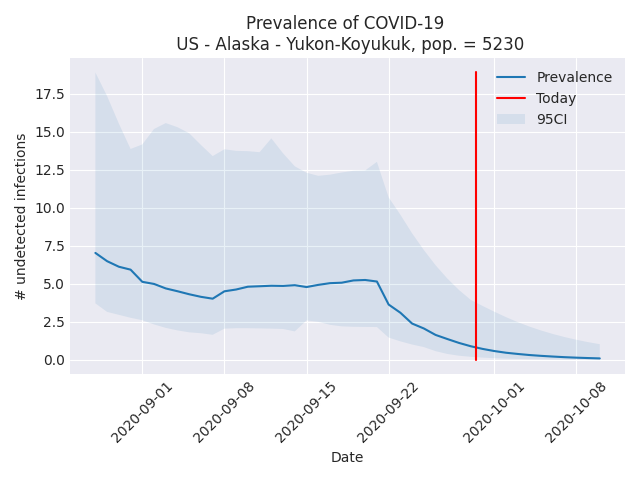 Prevalence of COVID-19
US - Alaska - Yukon-Koyukuk, pop. = 5230
Prevalence
Today
95CI
# undetected infections
17.5
15.0
12.5
10.0
7.5
5.0
2.5
0.0
2020-09-01
2020-09-08
2020-09-15
2020-09-22
2020-10-01
2020-10-08
Date